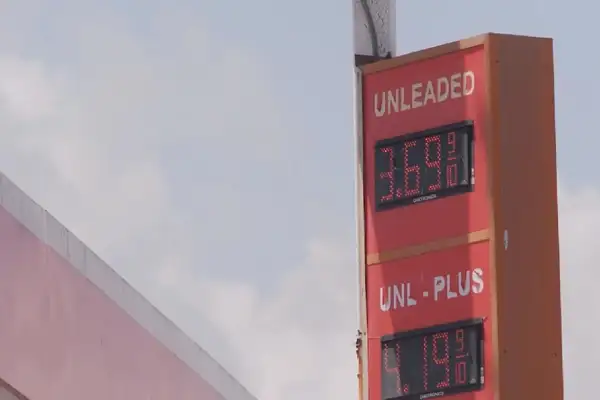 UNLEADED
3.69 9/10
UNL - PLUS
4.19 9/10